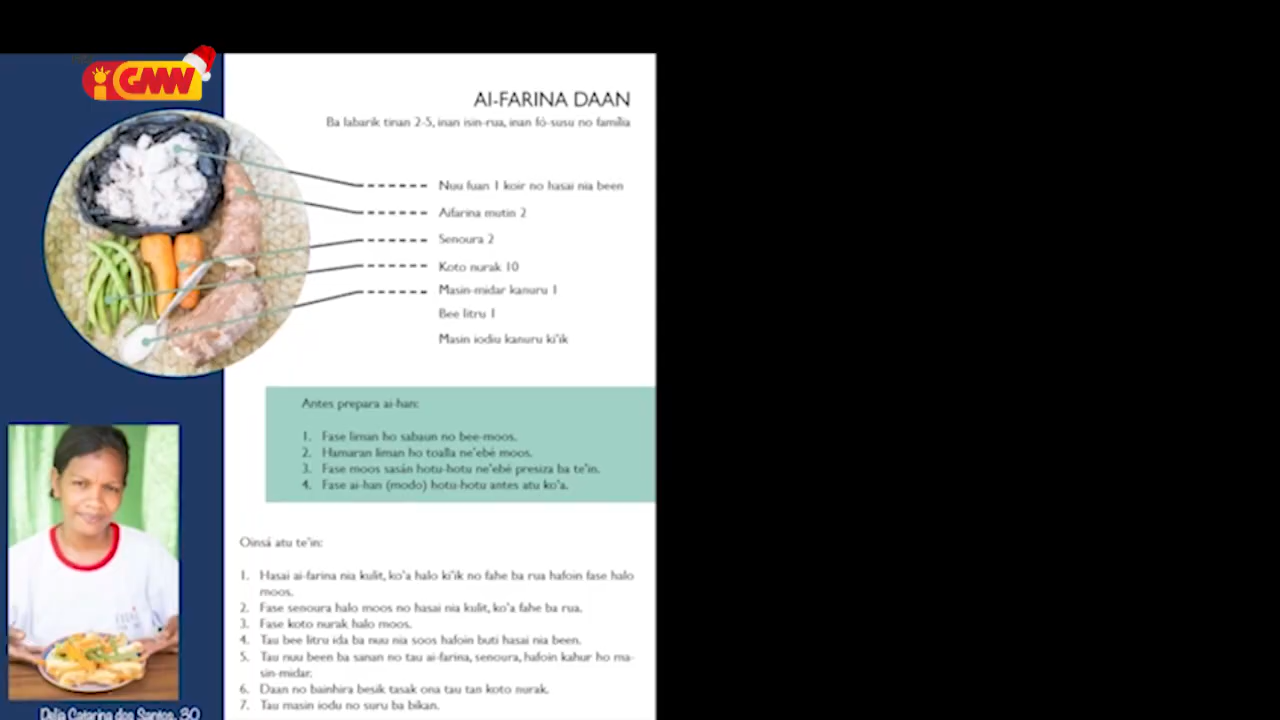 GMW
AI-FARINA DAAN
Ba labarik tinan 2-5, inan isin-rua, inan fó-susu no família
Nuu fuan 1 koir no hasai nia been
Aifarina mutin 2
Senoura 2
Koto nurak 10
Masin-midar kanuru 1
Bee litru 1
Masin iodiu kanuru ki'ik
Antes prepara ai-han:
1. Fase liman ho sabaun no bee-moos.
2. Hamaran liman ho toalla ne'ebé moos.
3. Fase moos sasán hotu-hotu ne'ebé presiza ba te'in.
4. Fase ai-han (modo) hotu-hotu antes atu ko'a.
Oinsá atu te'in:
1. Hasai ai-farina nia kulit, ko'a halo ki'ik no fahe ba rua hafoin fase halo
moos.
2. Fase senoura halo moos no hasai nia kulit, ko'a fahe ba rua.
3. Fase koto nurak halo moos.
4. Tau bee litru ida ba nuu nia soos hafoin buti hasai nia been.
5. Tau nuu been ba sanan no tau ai-farina, senoura, hafoin kahur ho ma-
sin-midar.
6. Daan no bainhira besik tasak ona tau tan koto nurak.
7. Tau masin iodu no suru ba bikan.
Delja Catarina dos Santos, 30